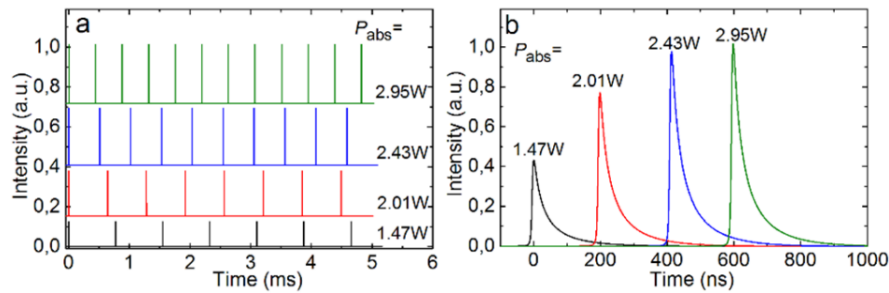 a
P_abs=
1,0
0,8
0,6
0,4
0,2
0,0
Intensity (a.u.)
2.95W
2.43W
2.01W
1.47W
0 1 2 3 4 5 6
Time (ms)
b
P_abs=
1.47W
2.01W
2.43W
2.95W
1,0
0,8
0,6
0,4
0,2
0,0
Intensity (a.u.)
0 200 400 600 800 1000
Time (ns)